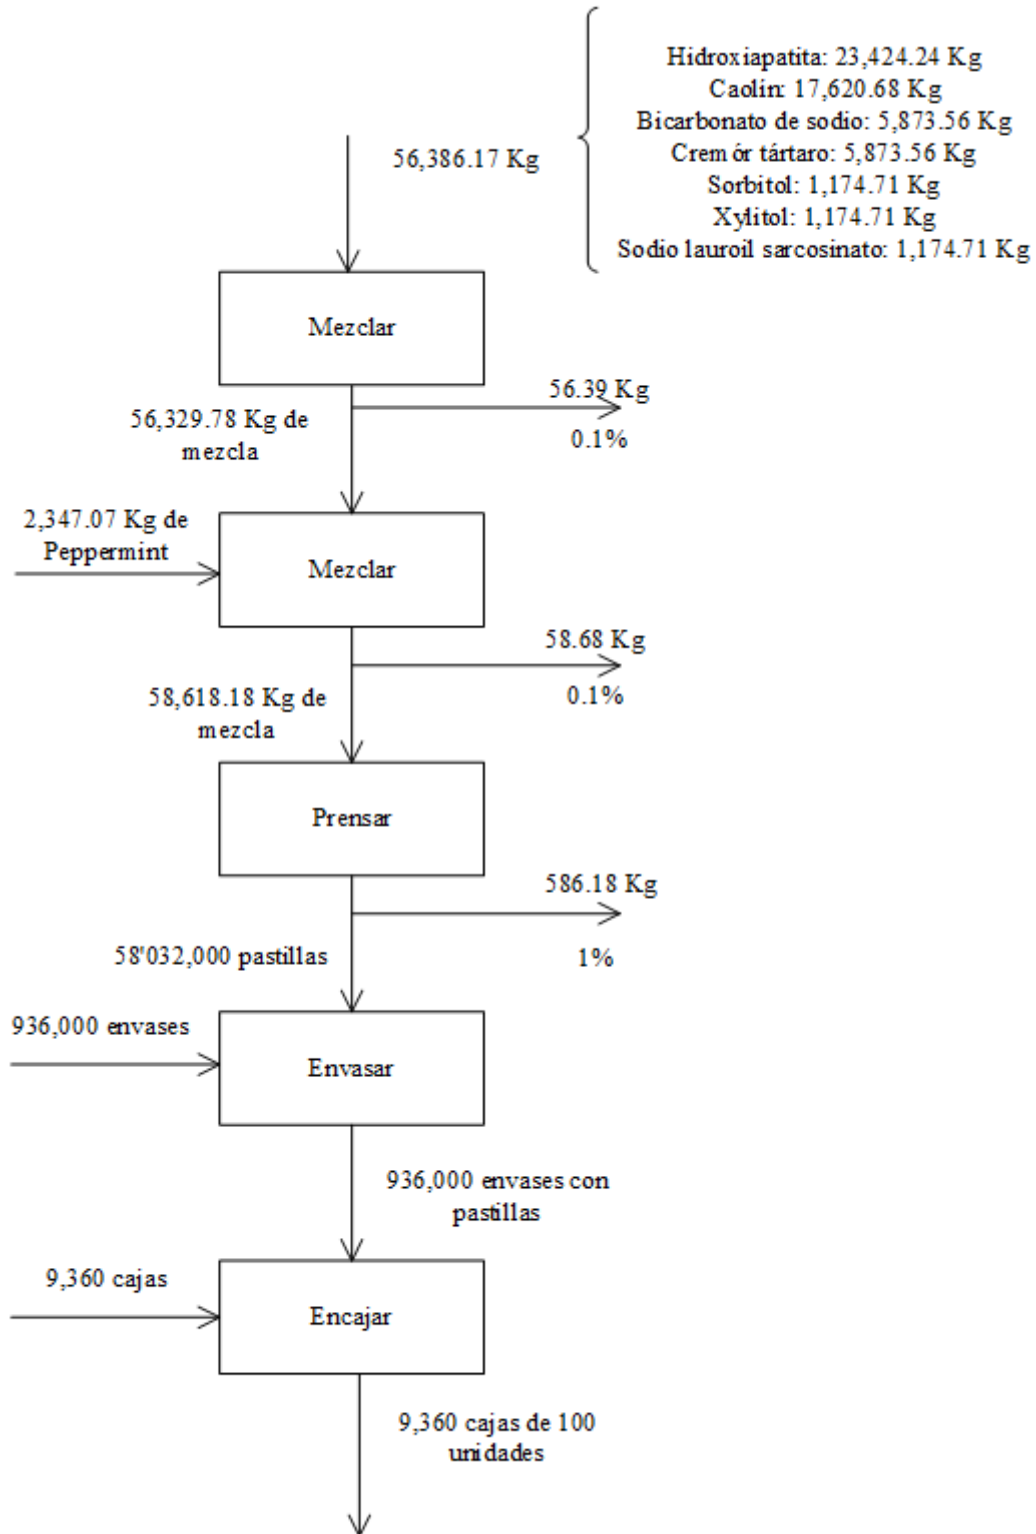 Hidroxiapatita: 23,424.24 Kg
Caolín: 17,620.68 Kg
Bicarbonato de sodio: 5,873.56 Kg
Cremór tártaro: 5,873.56 Kg
Sorbitol: 1,174.71 Kg
Xylitol: 1,174.71 Kg
Sodio lauroil sarcosinato: 1,174.71 Kg
56,386.17 Kg
Mezclar
56.39 Kg
0.1%
56,329.78 Kg de
mezcla
2,347.07 Kg de
Peppermint
Mezclar
58.68 Kg
0.1%
58,618.18 Kg de
mezcla
Prensar
586.18 Kg
1%
58'032,000 pastillas
936,000 envases
Envasar
936,000 envases con
pastillas
9,360 cajas
Encajar
9,360 cajas de 100
unidades